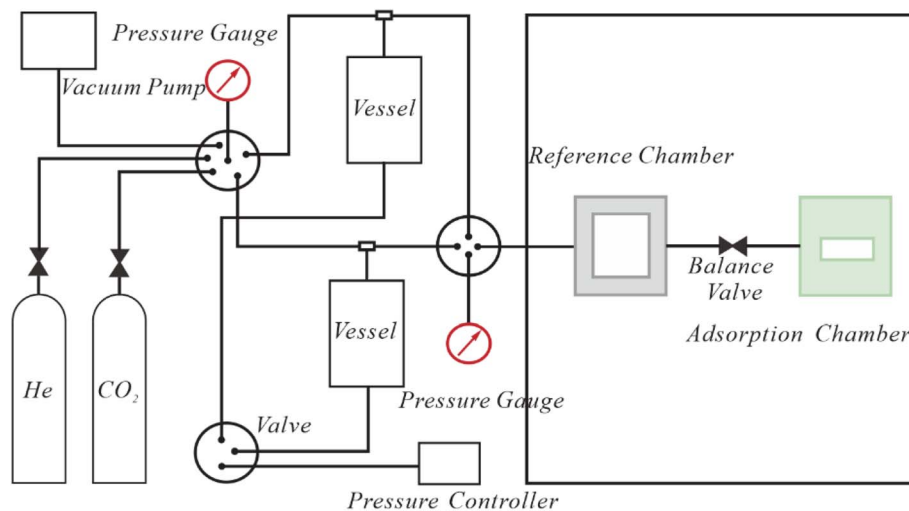 Pressure Gauge
Vacuum Pump
Vessel
Reference Chamber
Balance
Valve
Adsorption Chamber
Vessel
He
CO₂
Pressure Gauge
Valve
Pressure Controller